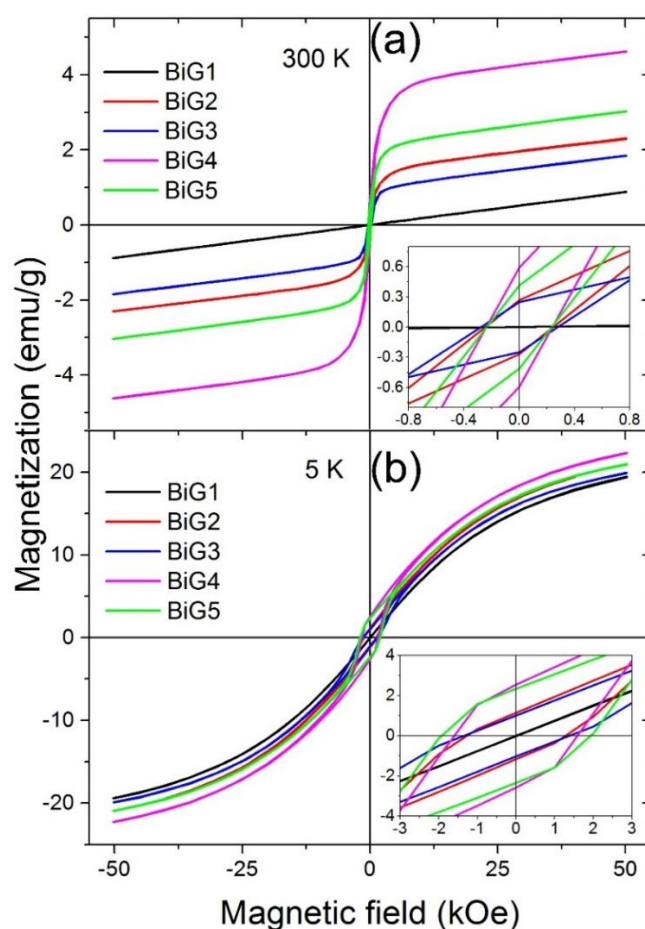 300 K
(a)
BiG1
BiG2
BiG3
BiG4
BiG5
4
2
0
-2
-4
0.6
0.3
0.0
-0.3
-0.6
-0.8
-0.4
0.0
0.4
0.8
5 K
(b)
BiG1
BiG2
BiG3
BiG4
BiG5
20
10
0
-10
-20
4
2
0
-2
-4
-3
-2
-1
0
1
2
3
-50
-25
0
25
50
Magnetization (emu/g)
Magnetic field (kOe)